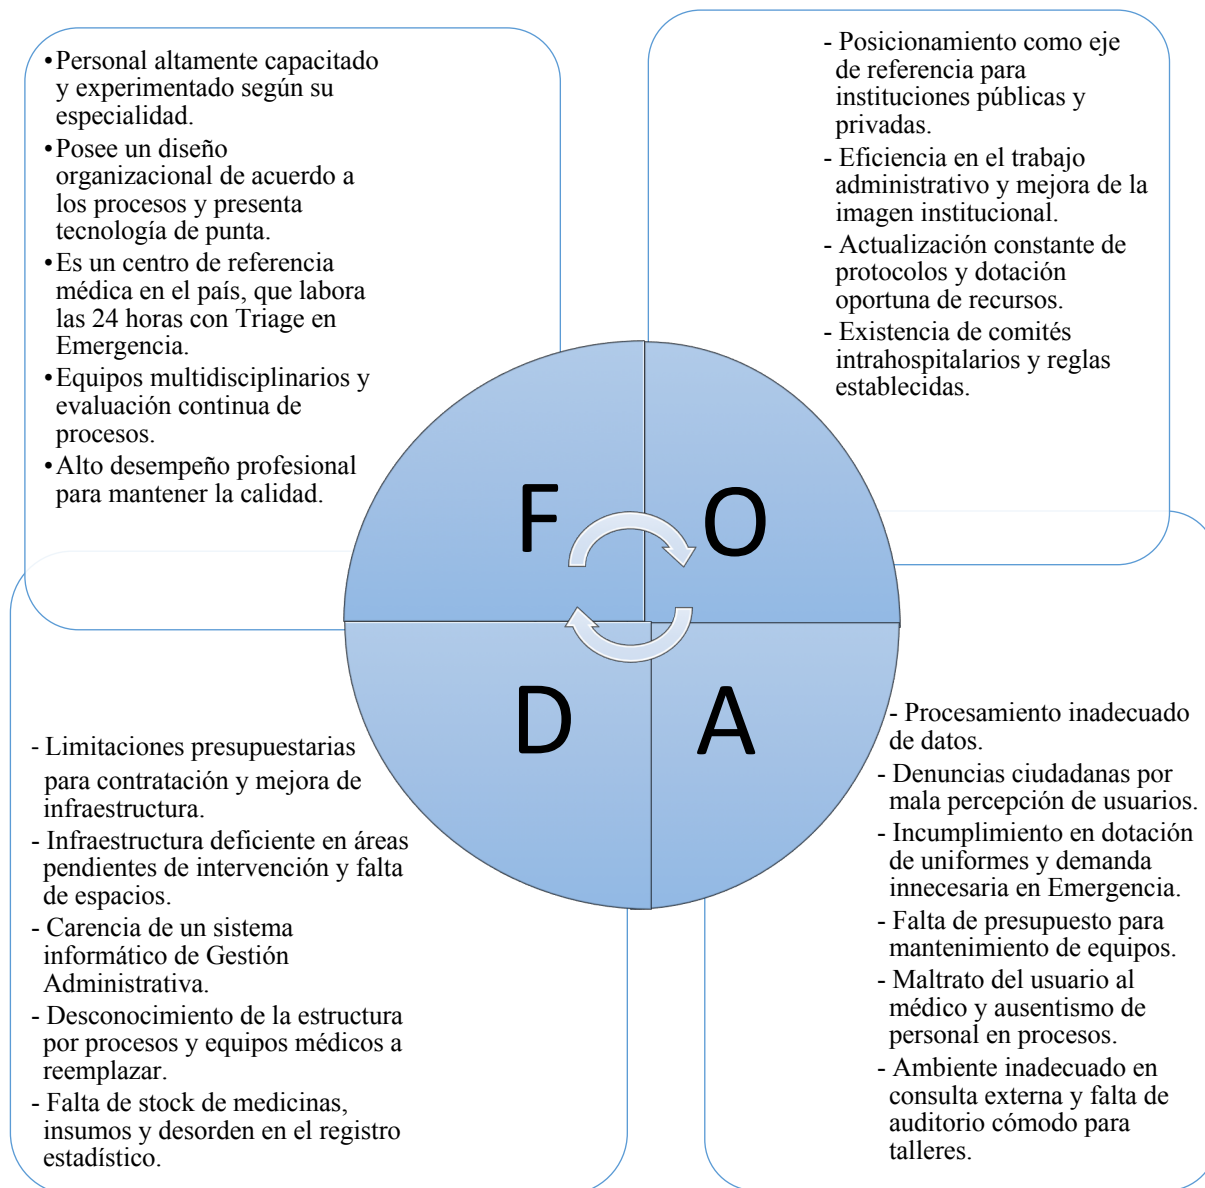 •Personal altamente capacitado
y experimentado según su
especialidad.
•Posee un diseño
organizacional de acuerdo a
los procesos y presenta
tecnología de punta.
•Es un centro de referencia
médica en el país, que labora
las 24 horas con Triage en
Emergencia.
•Equipos multidisciplinarios y
evaluación continua de
procesos.
•Alto desempeño profesional
para mantener la calidad.
- Posicionamiento como eje
de referencia para
instituciones públicas y
privadas.
- Eficiencia en el trabajo
administrativo y mejora de la
imagen institucional.
- Actualización constante de
protocolos y dotación
oportuna de recursos.
- Existencia de comités
intrahospitalarios y reglas
establecidas.
F
O
D
A
- Limitaciones presupuestarias
para contratación y mejora de
infraestructura.
- Infraestructura deficiente en áreas
pendientes de intervención y falta
de espacios.
- Carencia de un sistema
informático de Gestión
Administrativa.
- Desconocimiento de la estructura
por procesos y equipos médicos a
reemplazar.
- Falta de stock de medicinas,
insumos y desorden en el registro
estadístico.
- Procesamiento inadecuado
de datos.
- Denuncias ciudadanas por
mala percepción de usuarios.
- Incumplimiento en dotación
de uniformes y demanda
innecesaria en Emergencia.
- Falta de presupuesto para
mantenimiento de equipos.
- Maltrato del usuario al
médico y ausentismo de
personal en procesos.
- Ambiente inadecuado en
consulta externa y falta de
auditorio cómodo para
talleres.